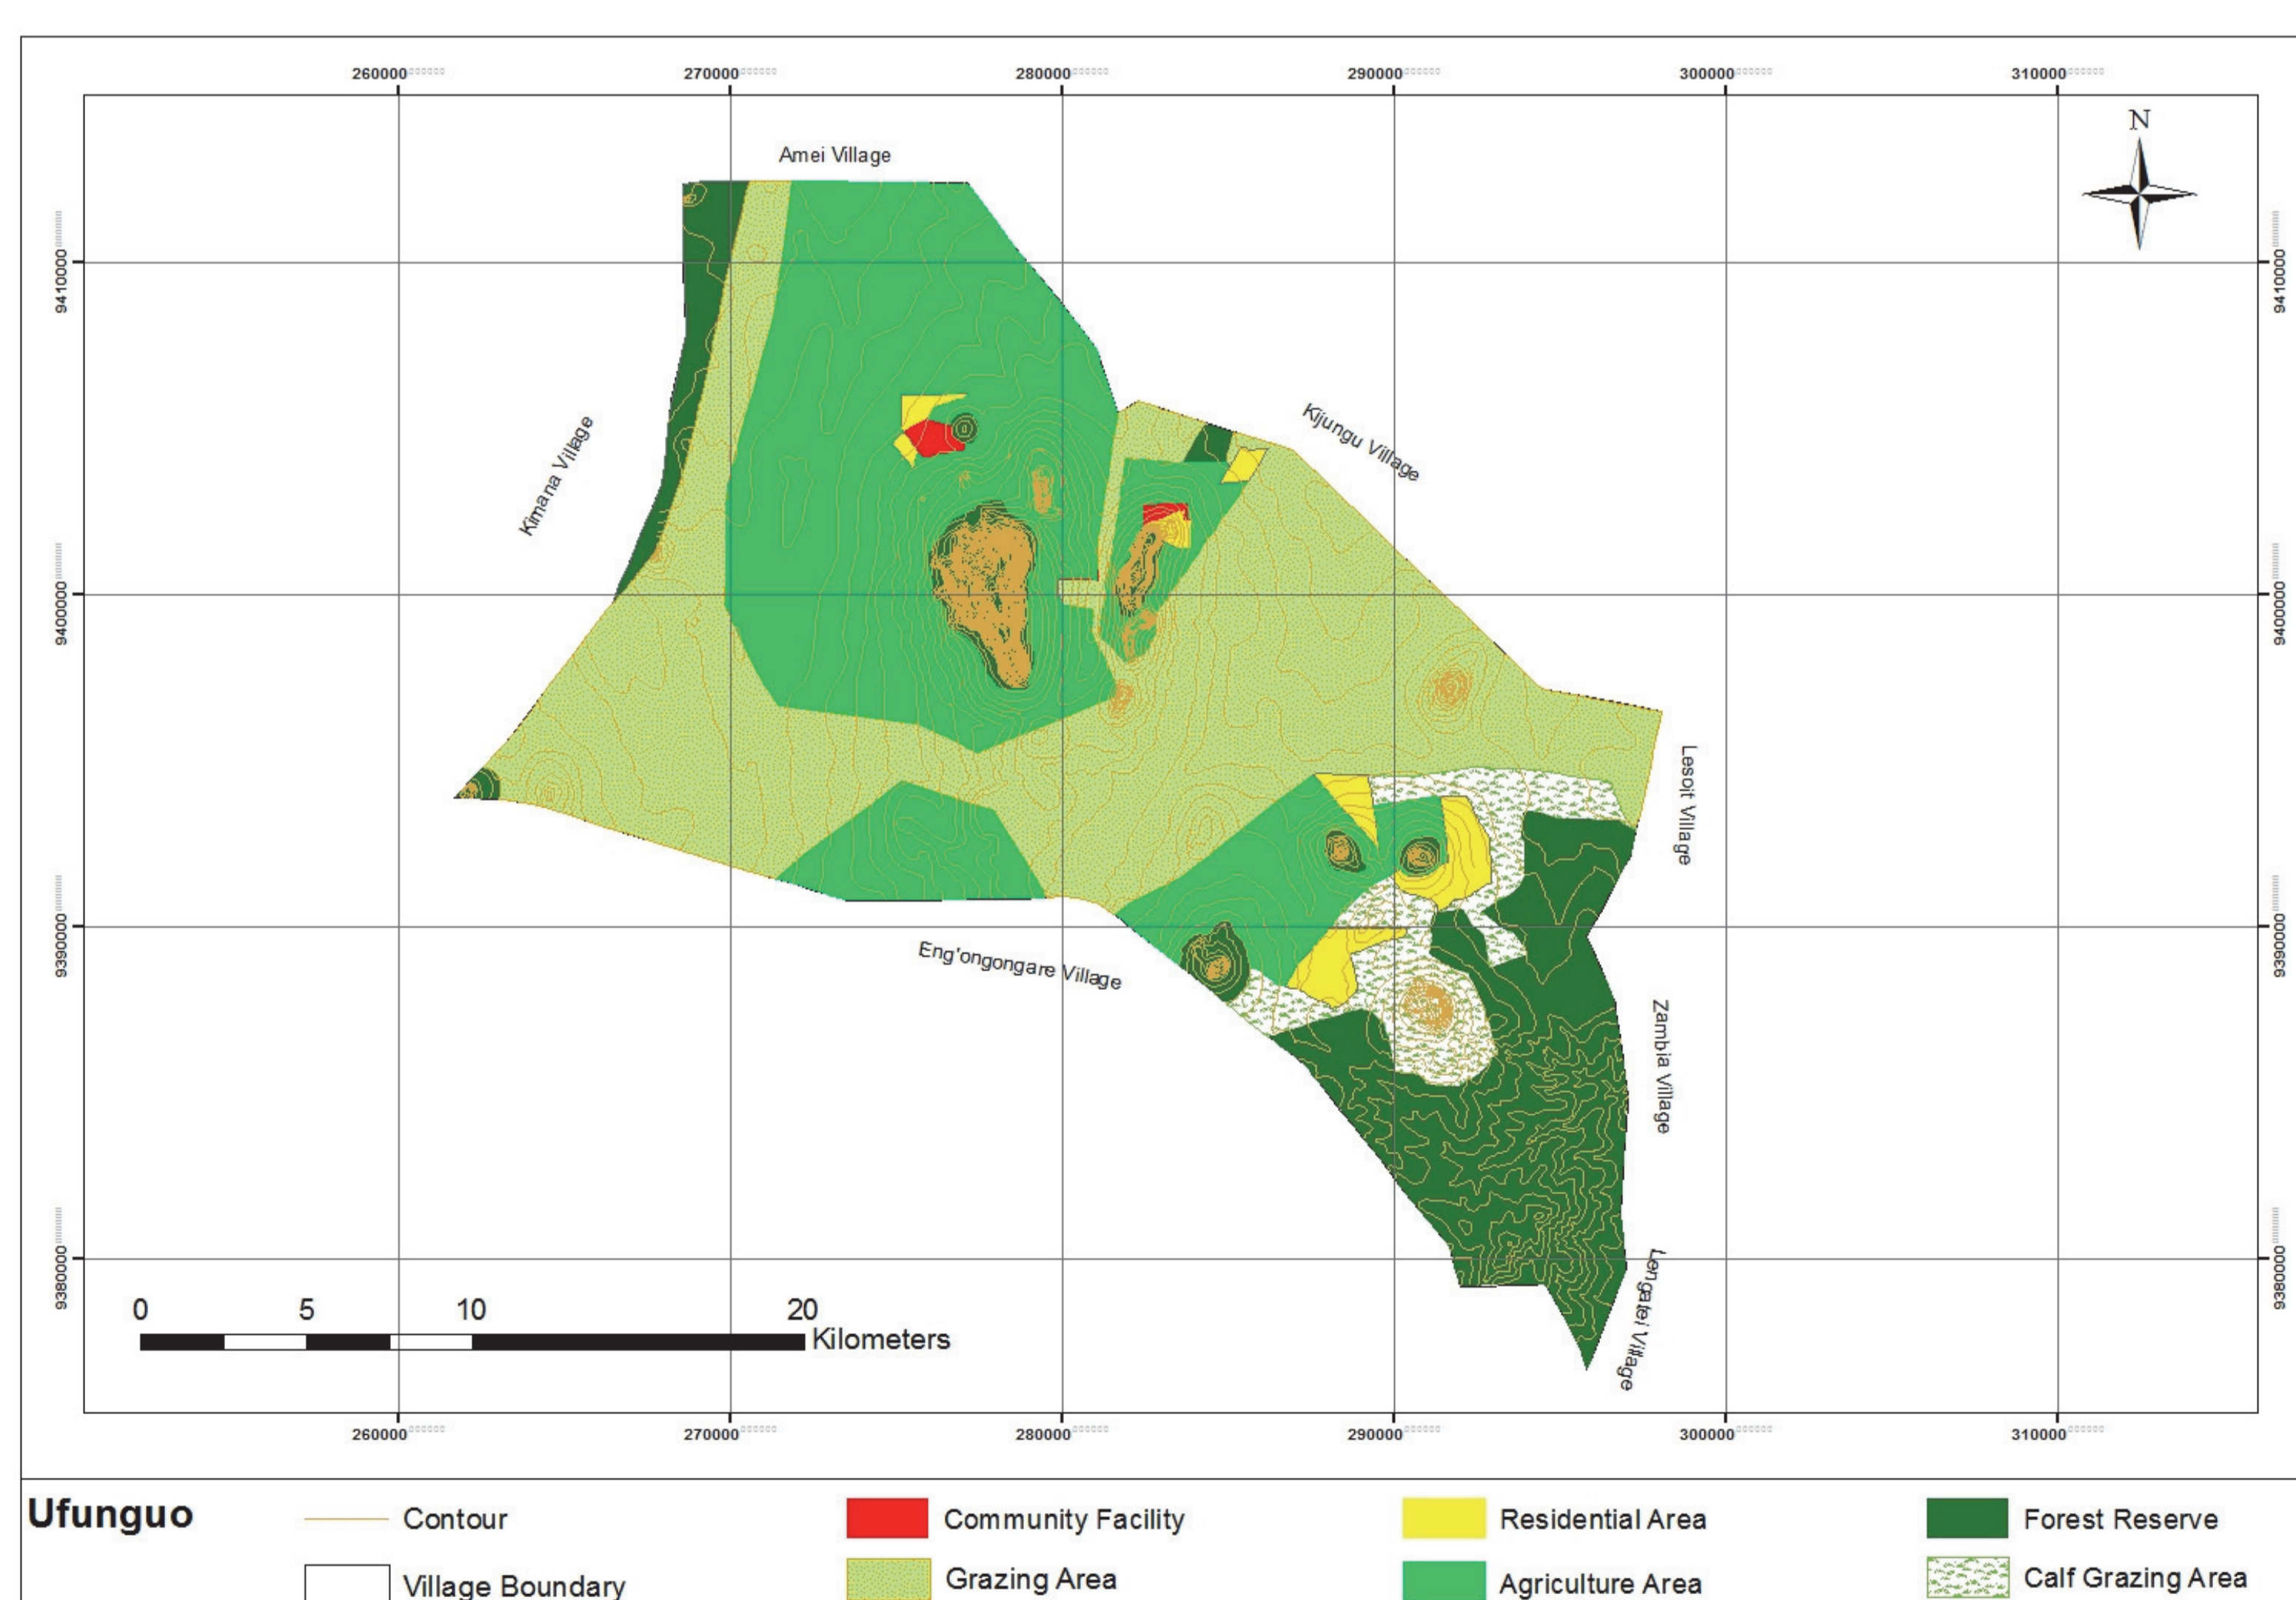 260000 270000 280000 290000 300000 310000
N
Amei Village
9410000 9410000
Kijungu Village
Kimana Village
9400000 9400000
Lesoit Village
9390000 9390000
Eng'ongongare Village
Zambia Village
9380000 9380000
Lengatei Village
0 5 10 20
Kilometers
260000 270000 280000 290000 300000 310000
Ufunguo
Contour
Community Facility
Residential Area
Forest Reserve
Village Boundary
Grazing Area
Agriculture Area
Calf Grazing Area